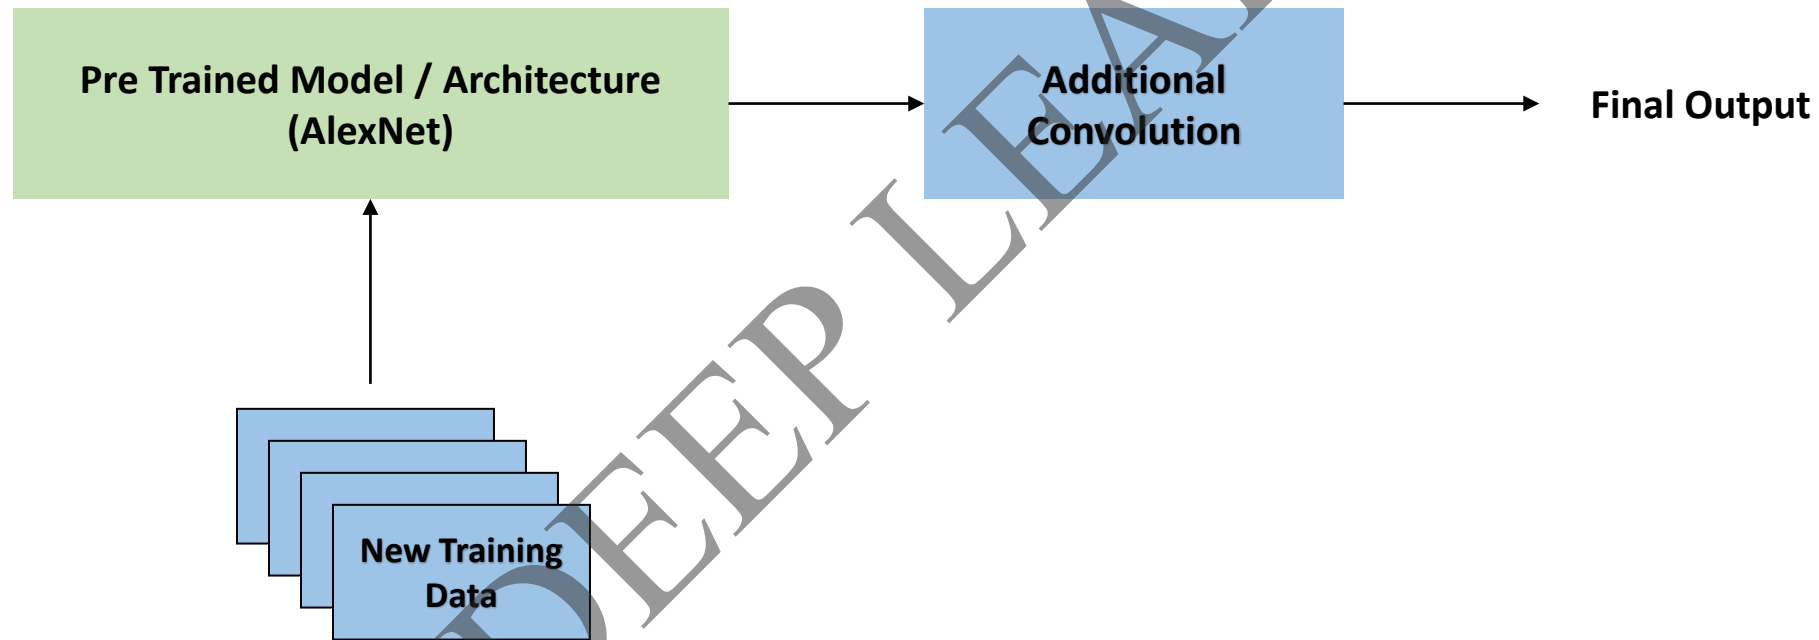 Pre Trained Model / Architecture
(AlexNet)
Additional
Convolution
Final Output
New Training
Data
DEEP LEA